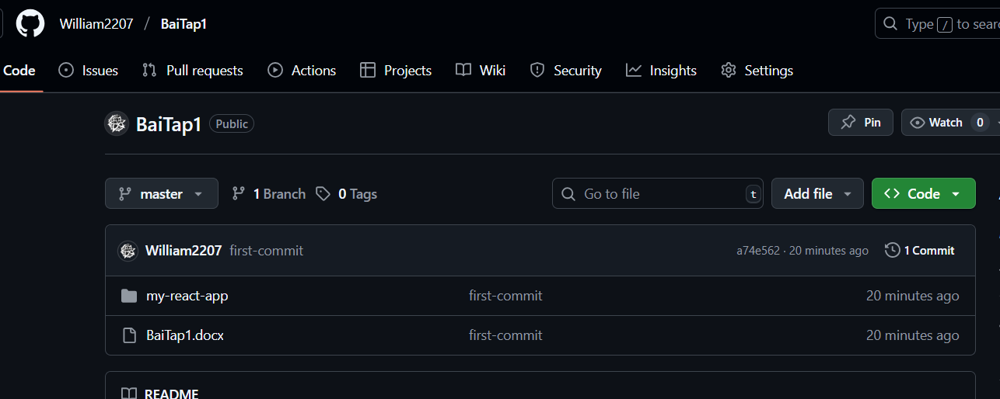 William2207 / BaiTap1
Type / to sear
Code Issues Pull requests Actions Projects Wiki Security Insights Settings
BaiTap1 Public
Pin Watch 0
master 1 Branch 0 Tags Go to file t Add file Code
William2207 first-commit a74e562 · 20 minutes ago 1 Commit
my-react-app first-commit 20 minutes ago
BaiTap1.docx first-commit 20 minutes ago
README